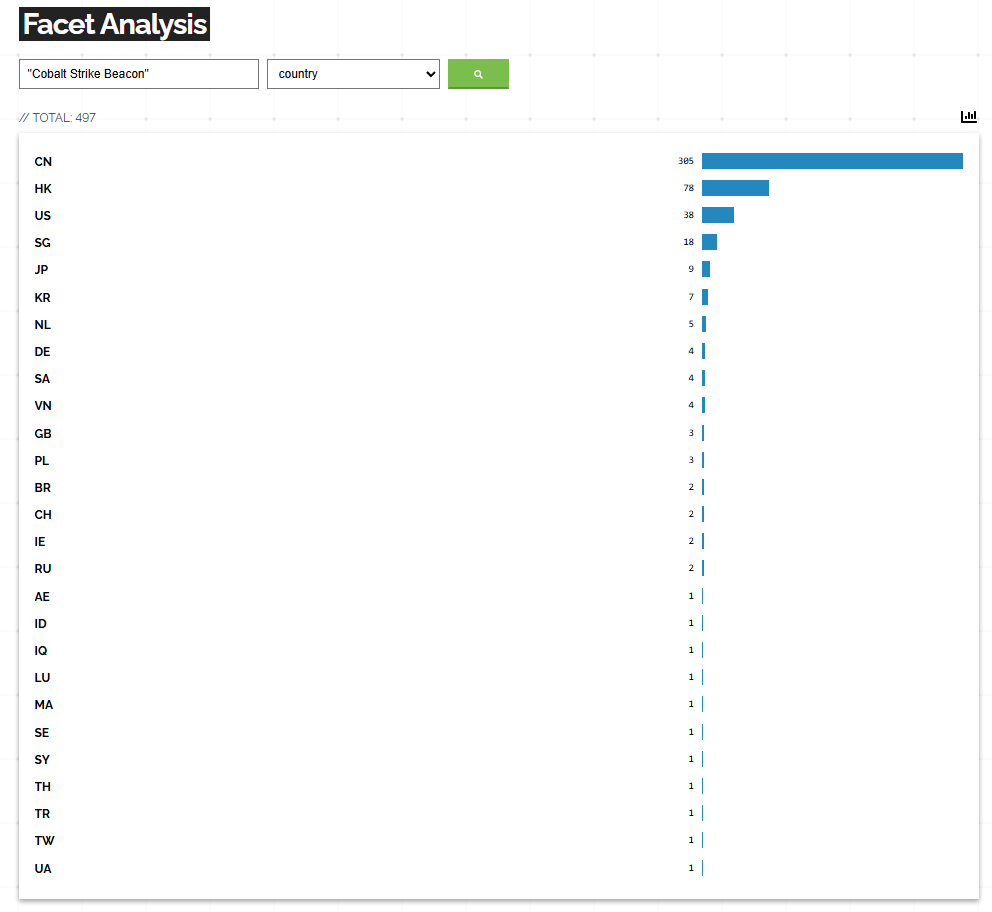 Facet Analysis
"Cobalt Strike Beacon" country
// TOTAL: 497
CN 305
HK 78
US 38
SG 18
JP 9
KR 7
NL 5
DE 4
SA 4
VN 4
GB 3
PL 3
BR 2
CH 2
IE 2
RU 2
AE 1
ID 1
IQ 1
LU 1
MA 1
SE 1
SY 1
TH 1
TR 1
TW 1
UA 1